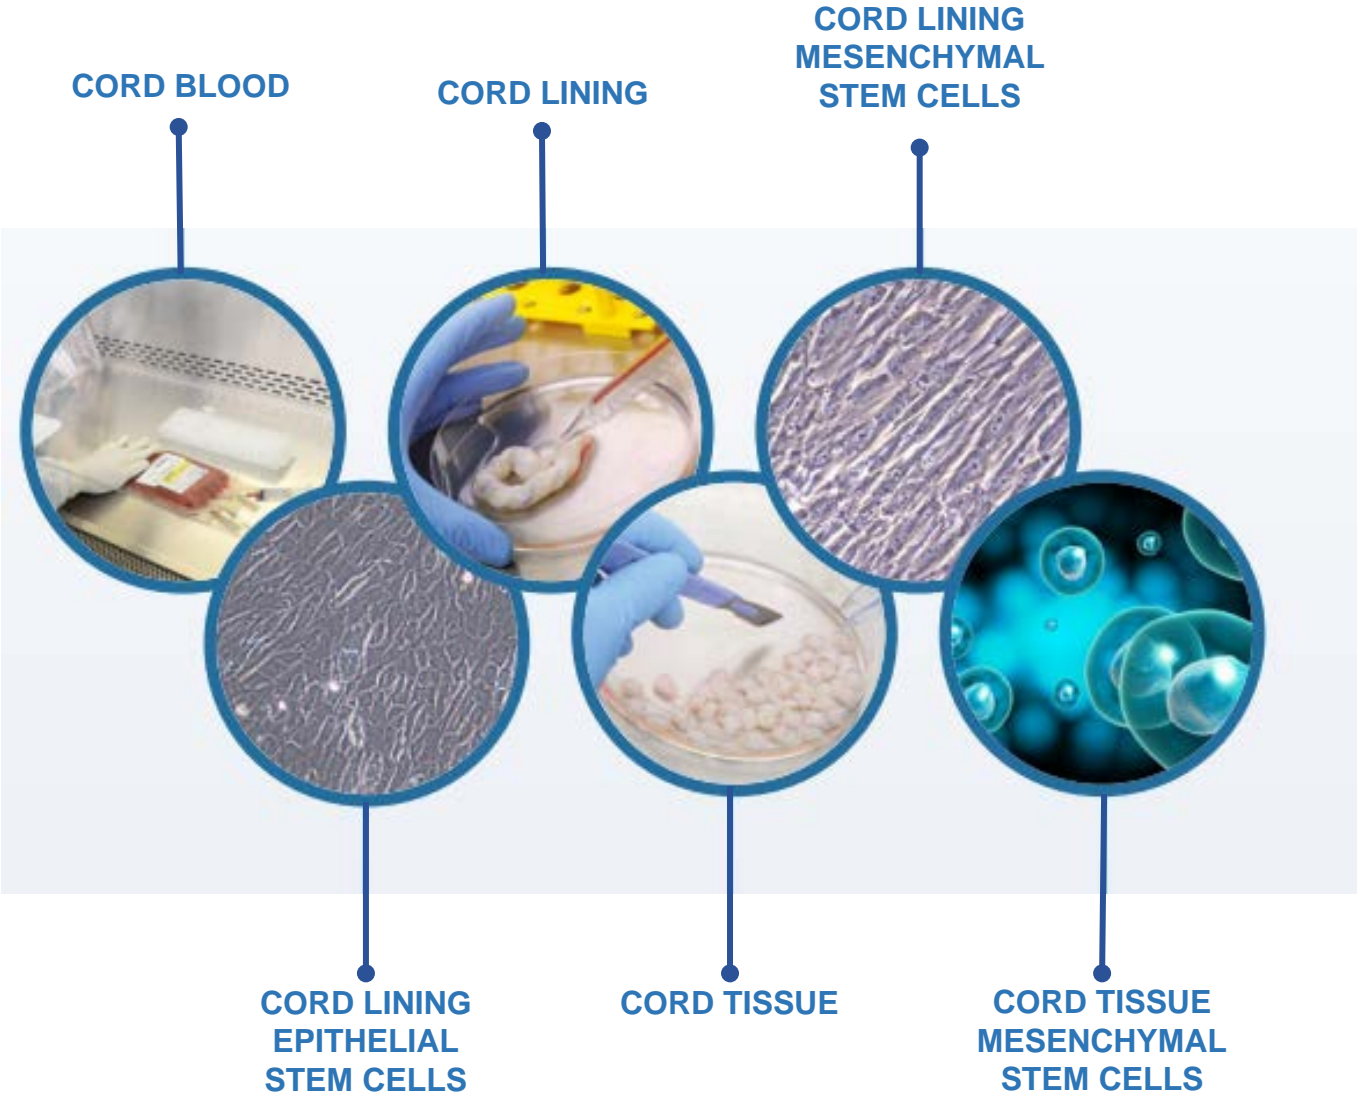 CORD BLOOD
CORD LINING
CORD LINING
MESENCHYMAL
STEM CELLS
CORD LINING
EPITHELIAL
STEM CELLS
CORD TISSUE
CORD TISSUE
MESENCHYMAL
STEM CELLS